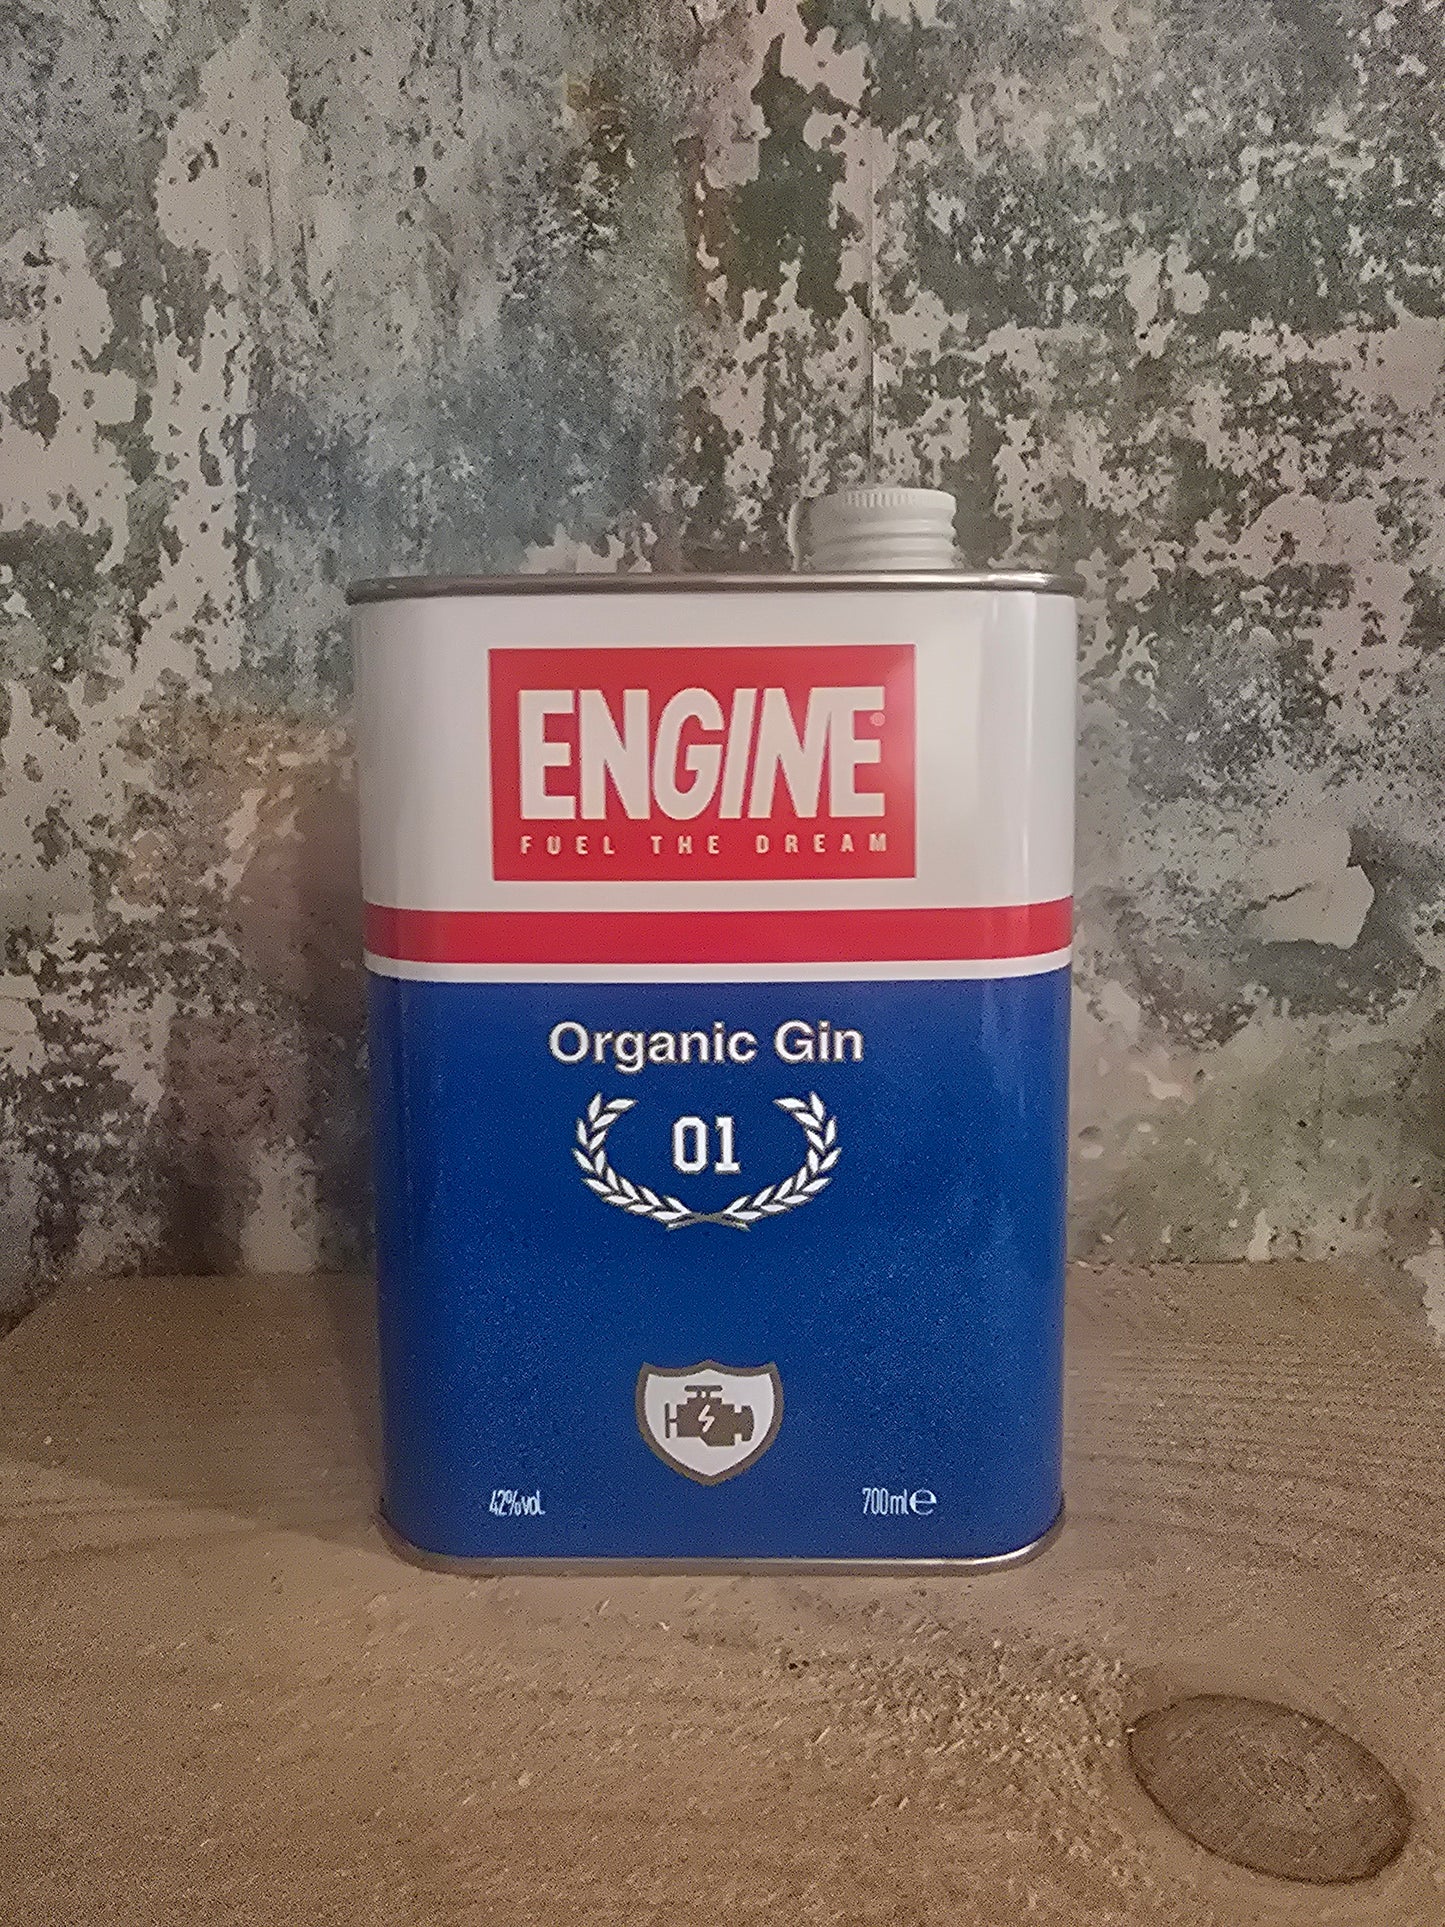 ENGINE®
FUEL THE DREAM
Organic Gin
01
42%vol.
700ml℮